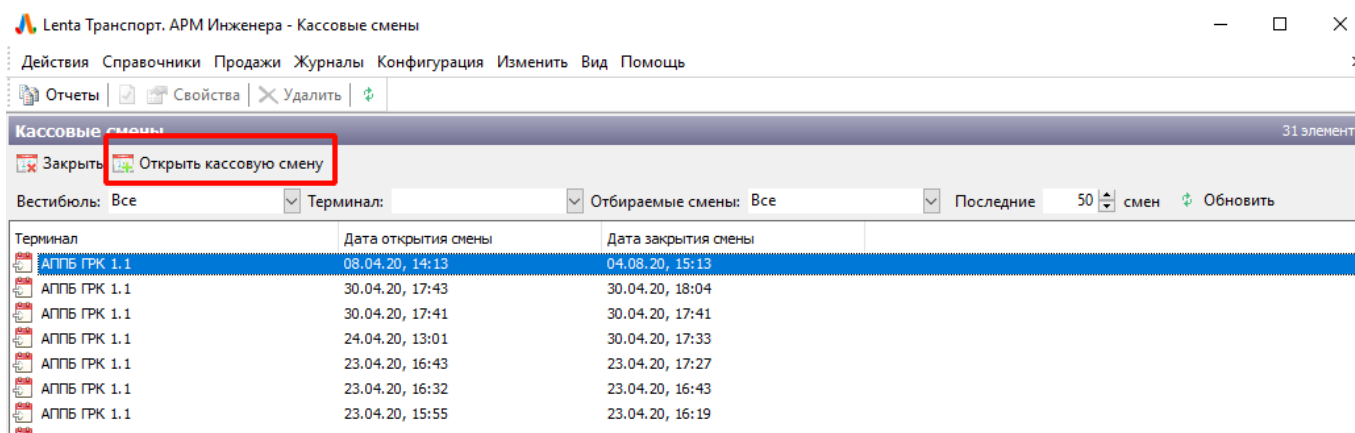 Lenta Транспорт. АРМ Инженера - Кассовые смены
Действия Справочники Продажи Журналы Конфигурация Изменить Вид Помощь
Отчеты Свойства Удалить
Кассовые смены 31 элемент
Закрыть Открыть кассовую смену
Вестибюль: Все Терминал: Отбираемые смены: Все Последние 50 смен Обновить
Терминал Дата открытия смены Дата закрытия смены
АППБ ГРК 1.1 08.04.20, 14:13 04.08.20, 15:13
АППБ ГРК 1.1 30.04.20, 17:43 30.04.20, 18:04
АППБ ГРК 1.1 30.04.20, 17:41 30.04.20, 17:41
АППБ ГРК 1.1 24.04.20, 13:01 30.04.20, 17:33
АППБ ГРК 1.1 23.04.20, 16:43 23.04.20, 17:27
АППБ ГРК 1.1 23.04.20, 16:32 23.04.20, 16:43
АППБ ГРК 1.1 23.04.20, 15:55 23.04.20, 16:19